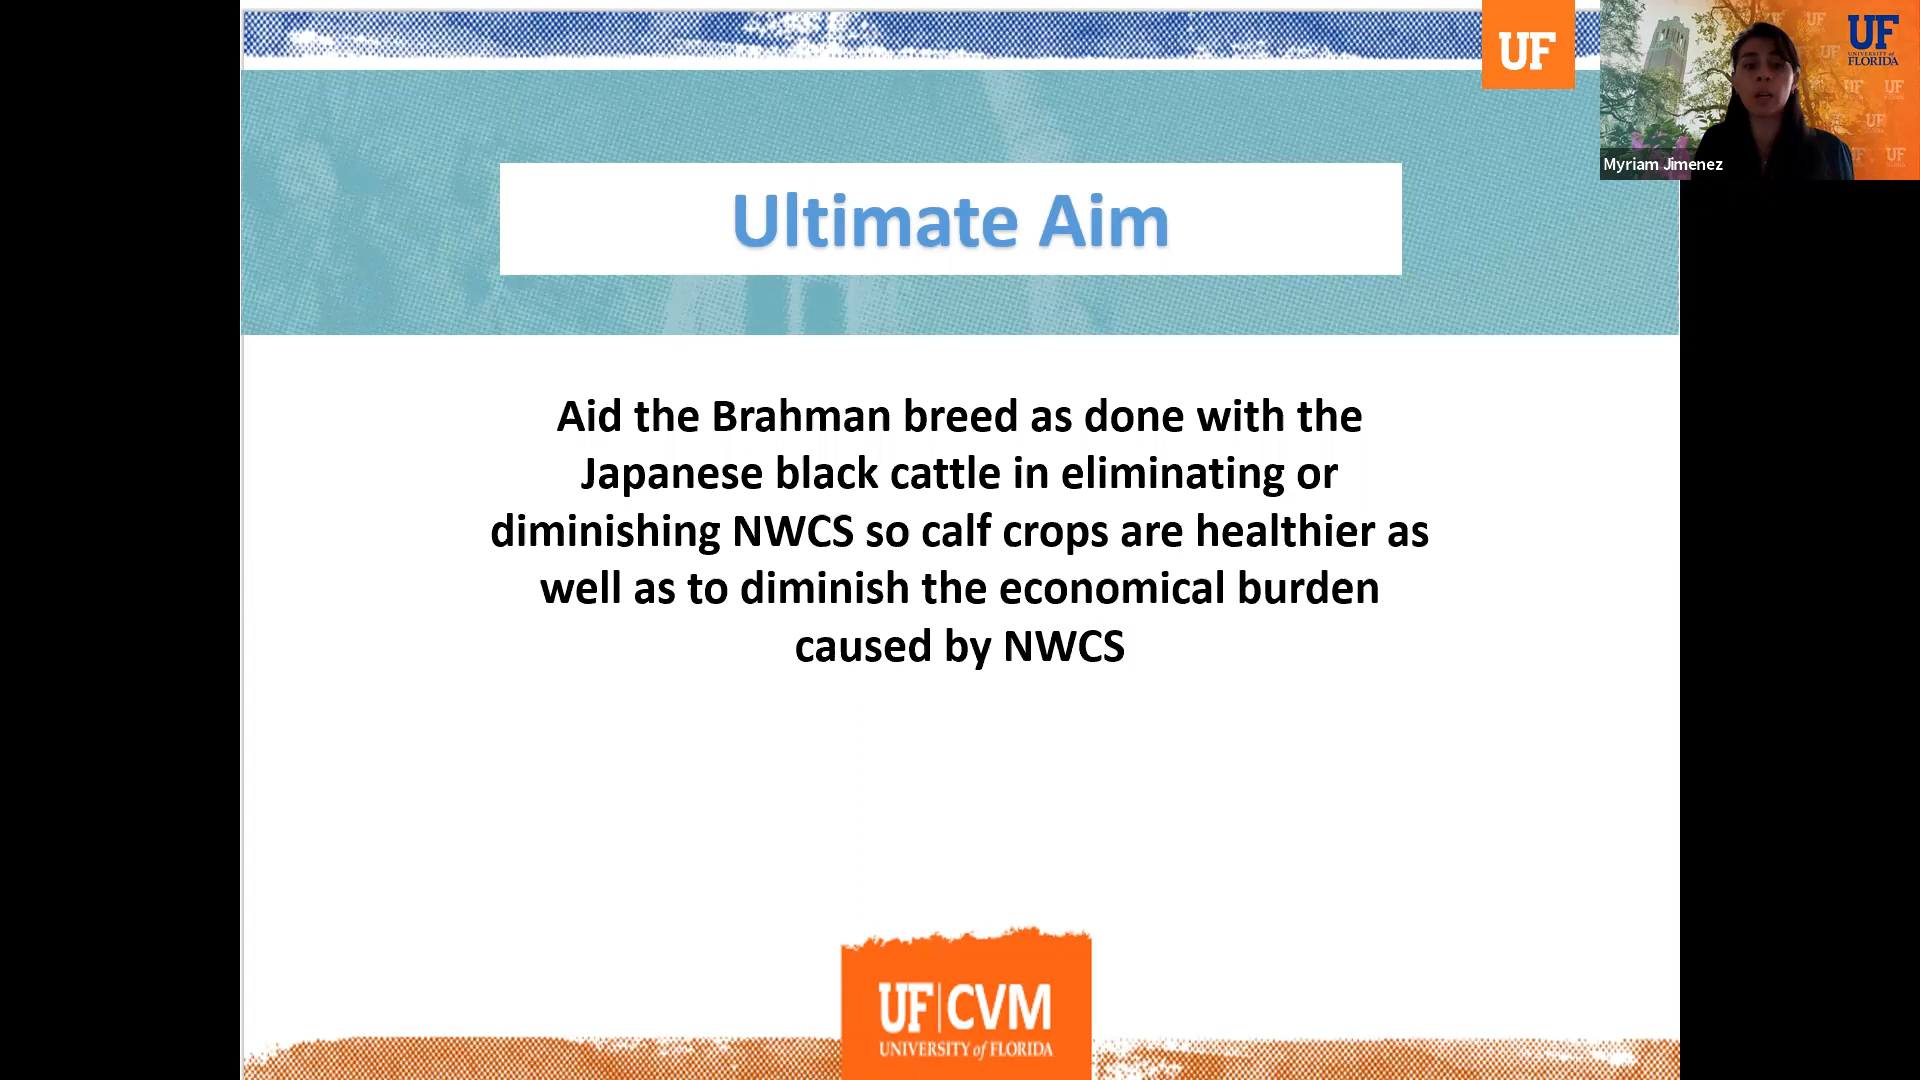 UF
UF
UNIVERSITY of
FLORIDA
Myriam Jimenez
Ultimate Aim
Aid the Brahman breed as done with the
Japanese black cattle in eliminating or
diminishing NWCS so calf crops are healthier as
well as to diminish the economical burden
caused by NWCS
UF CVM
UNIVERSITY of FLORIDA